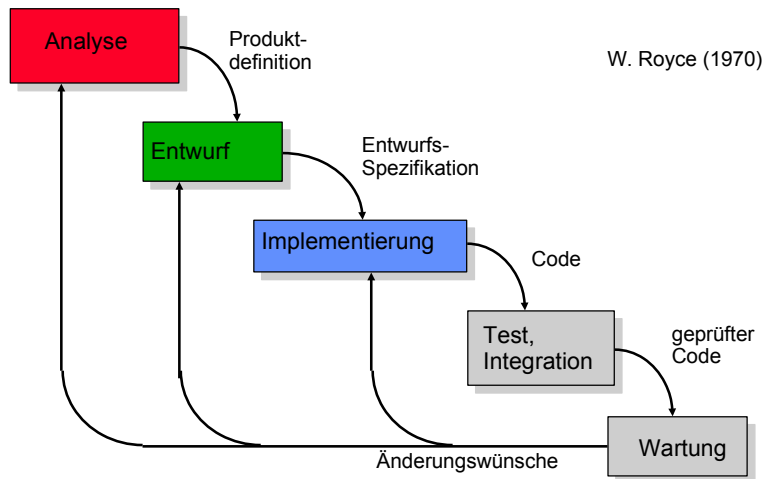 Analyse
Produkt-
definition
W. Royce (1970)
Entwurf
Entwurfs-
Spezifikation
Implementierung
Code
Test,
Integration
geprüfter
Code
Wartung
Änderungswünsche